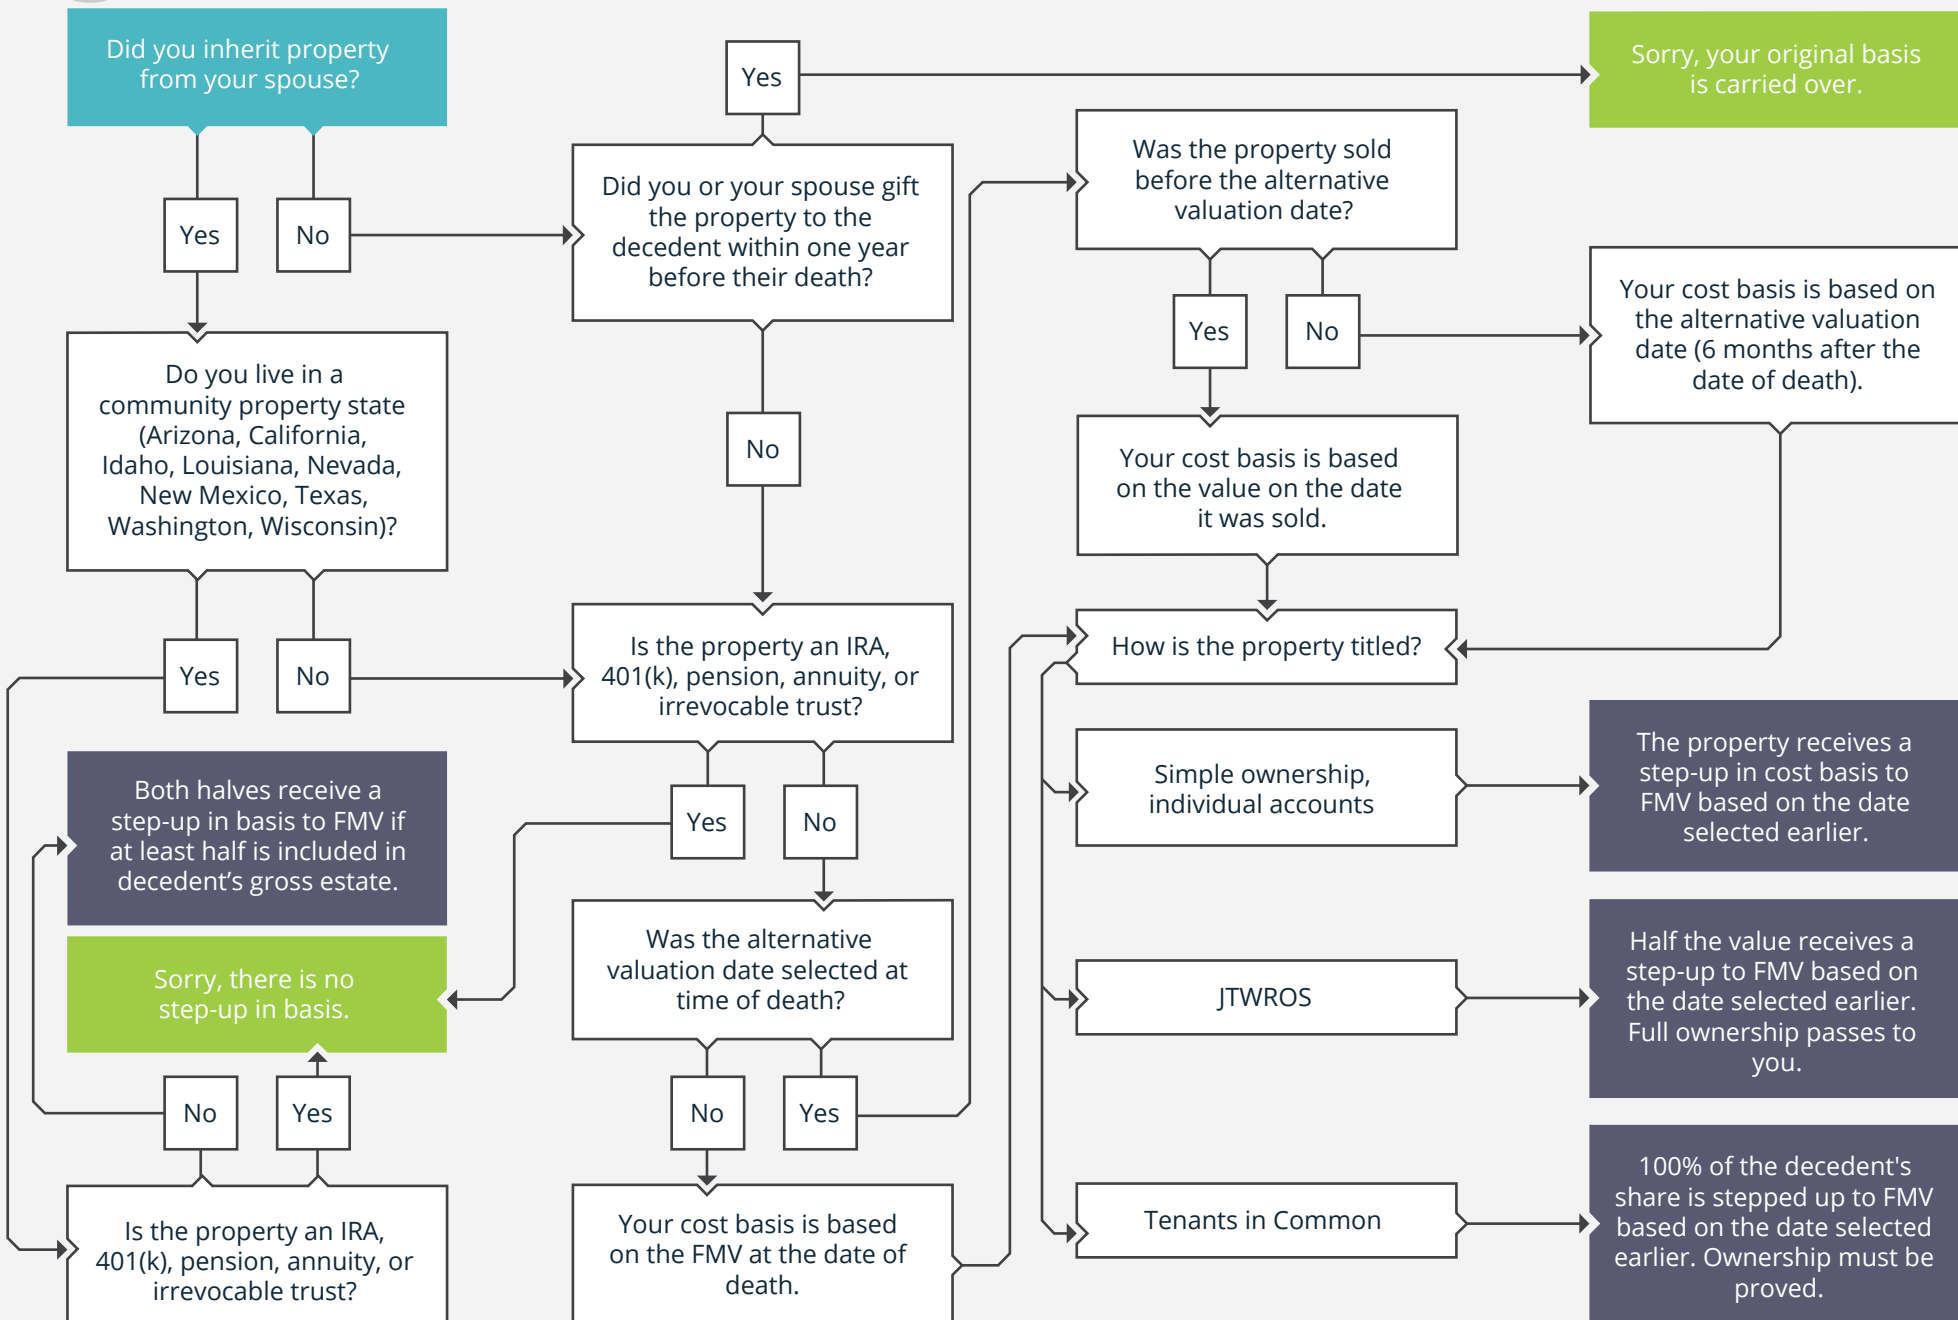 Did you inherit property
from your spouse?
Yes
No
Do you live in a
community property state
(Arizona, California,
Idaho, Louisiana, Nevada,
New Mexico, Texas,
Washington, Wisconsin)?
Yes
No
Both halves receive a
step-up in basis to FMV if
at least half is included in
decedent’s gross estate.
Sorry, there is no
step-up in basis.
No
Yes
Is the property an IRA,
401(k), pension, annuity, or
irrevocable trust?
Yes
Did you or your spouse gift
the property to the
decedent within one year
before their death?
No
Is the property an IRA,
401(k), pension, annuity, or
irrevocable trust?
Yes
No
Was the alternative
valuation date selected at
time of death?
No
Yes
Your cost basis is based
on the FMV at the date of
death.
Was the property sold
before the alternative
valuation date?
Yes
No
Your cost basis is based
on the value on the date
it was sold.
How is the property titled?
Simple ownership,
individual accounts
JTWROS
Tenants in Common
Sorry, your original basis
is carried over.
Your cost basis is based on
the alternative valuation
date (6 months after the
date of death).
The property receives a
step-up in cost basis to
FMV based on the date
selected earlier.
Half the value receives a
step-up to FMV based on
the date selected earlier.
Full ownership passes to
you.
100% of the decedent's
share is stepped up to FMV
based on the date selected
earlier. Ownership must be
proved.